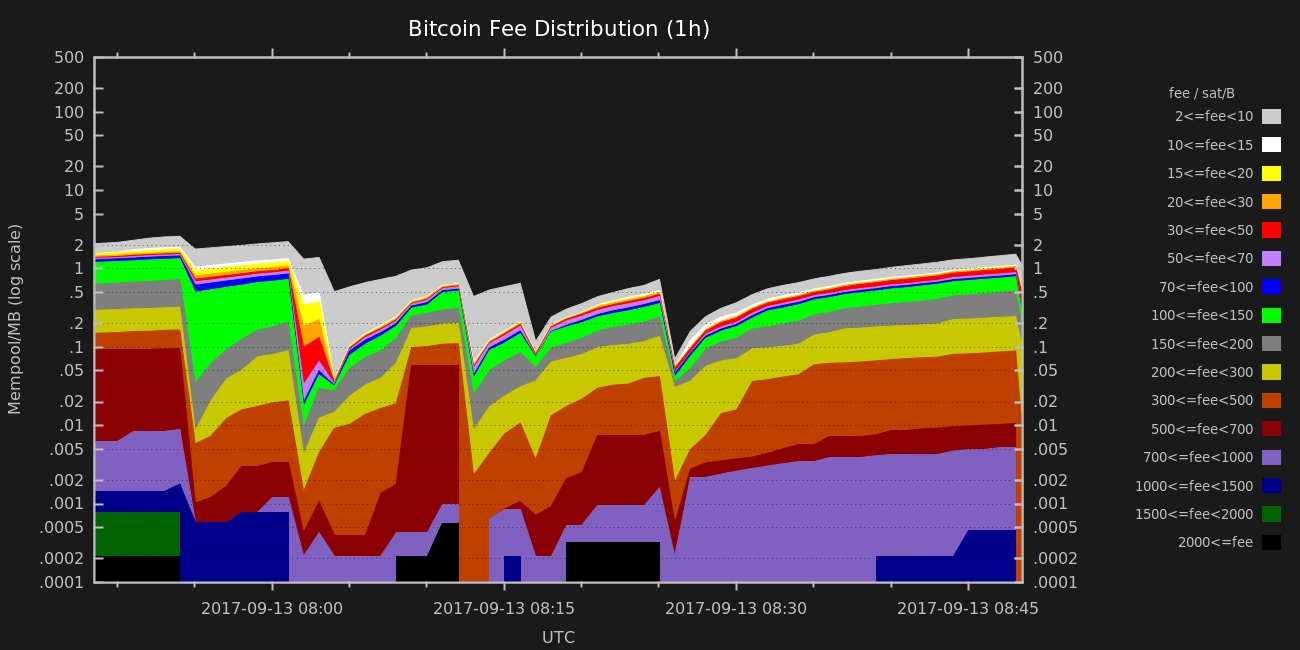 Bitcoin Fee Distribution (1h)
500
200
100
50
20
10
5
2
1
.5
.2
.1
.05
.02
.01
.005
.002
.001
.0005
.0002
.0001
Mempool/MB (log scale)
500
200
100
50
20
10
5
2
1
.5
.2
.1
.05
.02
.01
.005
.002
.001
.0005
.0002
.0001
2017-09-13 08:00
2017-09-13 08:15
2017-09-13 08:30
2017-09-13 08:45
UTC
fee / sat/B
2<=fee<10
10<=fee<15
15<=fee<20
20<=fee<30
30<=fee<50
50<=fee<70
70<=fee<100
100<=fee<150
150<=fee<200
200<=fee<300
300<=fee<500
500<=fee<700
700<=fee<1000
1000<=fee<1500
1500<=fee<2000
2000<=fee